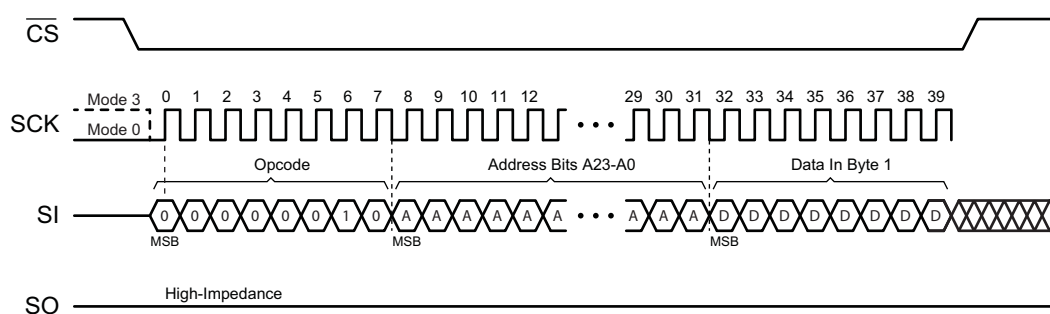 CS
Mode 3 0 1 2 3 4 5 6 7 8 9 10 11 12 29 30 31 32 33 34 35 36 37 38 39
SCK • • •
Mode 0
Opcode Address Bits A23-A0 Data In Byte 1
SI 0 0 0 0 0 0 1 0 A A A A A A • • • A A A D D D D D D D D
MSB MSB MSB
High-Impedance
SO